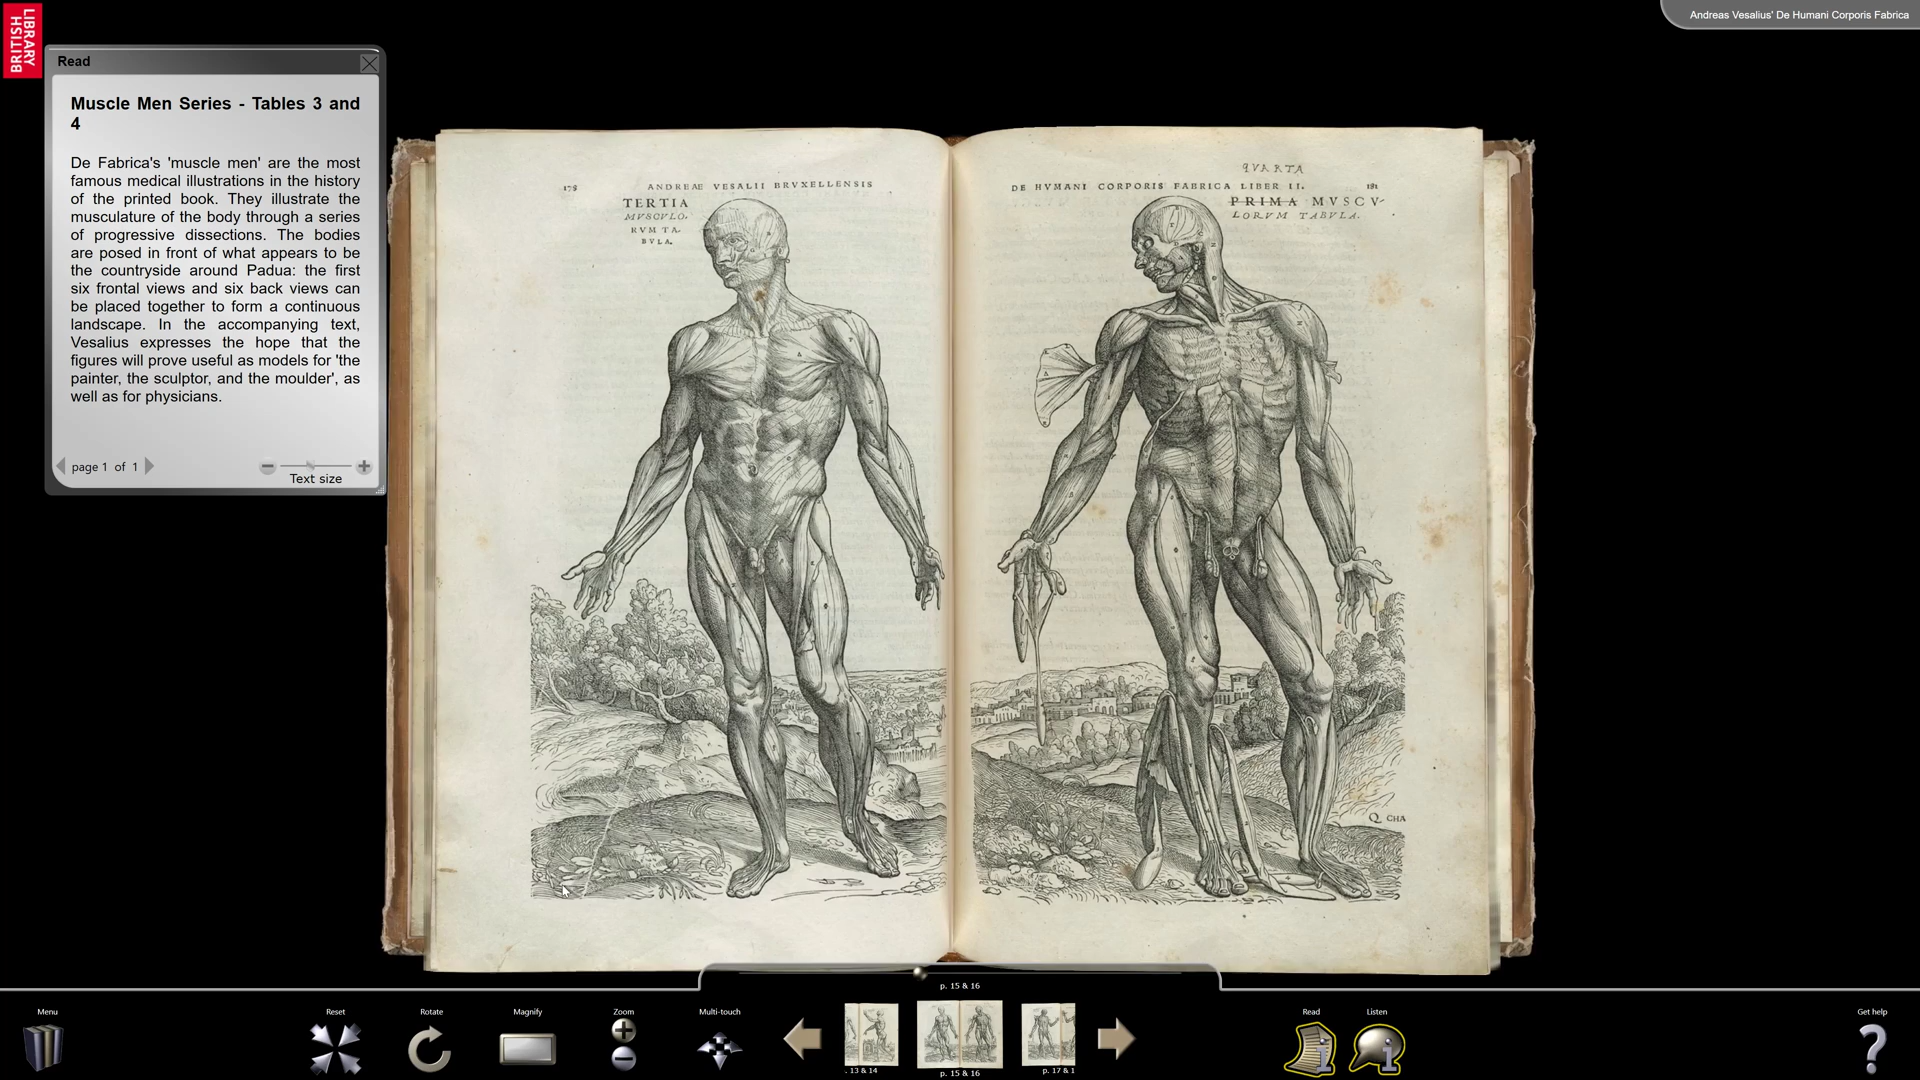 BRITISH
LIBRARY
Andreas Vesalius' De Humani Corporis Fabrica
Read
Muscle Men Series - Tables 3 and
4
De Fabrica's 'muscle men' are the most
famous medical illustrations in the history
of the printed book. They illustrate the
musculature of the body through a series
of progressive dissections. The bodies
are posed in front of what appears to be
the countryside around Padua: the first
six frontal views and six back views can
be placed together to form a continuous
landscape. In the accompanying text,
Vesalius expresses the hope that the
figures will prove useful as models for 'the
painter, the sculptor, and the moulder', as
well as for physicians.
page 1 of 1
Text size
178 ANDREAE VESALII BRVXELLENSIS
TERTIA
MVSCVLO-
RVM TA-
BVLA.
QVARTA
DE HVMANI CORPORIS FABRICA LIBER II. 181
PRIMA MVSCV-
LORVM TABVLA.
Q CHA
p. 15 & 16
Menu
Reset
Rotate
Magnify
Zoom
Multi-touch
. 13 & 14
p. 15 & 16
p. 17 & 1
Read
Listen
Get help